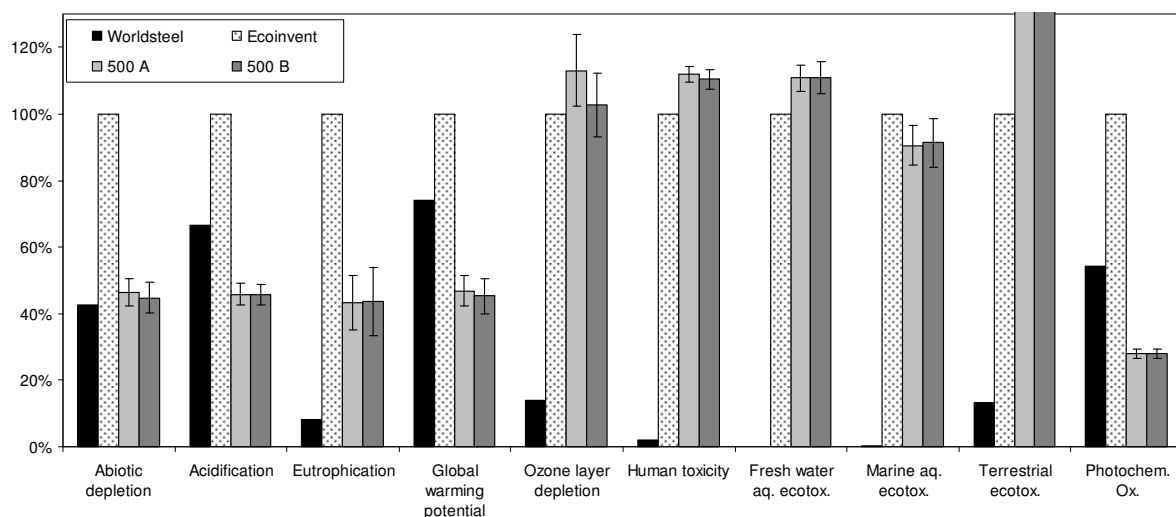 Worldsteel Ecoinvent
500 A 500 B
120%
100%
80%
60%
40%
20%
0%
Abiotic depletion
Acidification
Eutrophication
Global warming potential
Ozone layer depletion
Human toxicity
Fresh water aq. ecotox.
Marine aq. ecotox.
Terrestrial ecotox.
Photochem. Ox.